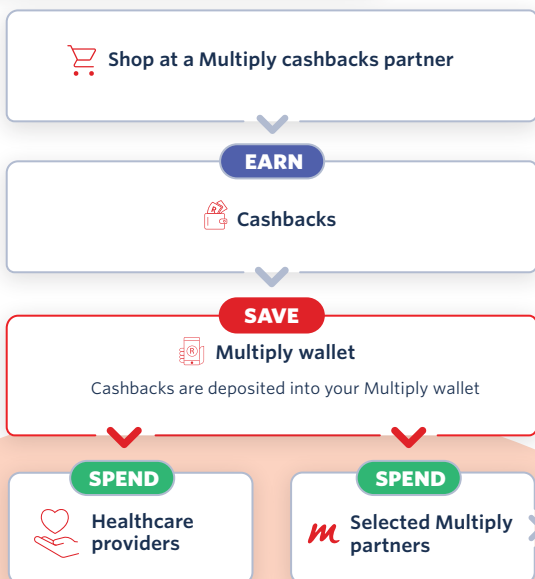 Shop at a Multiply cashbacks partner
EARN
Cashbacks
SAVE
Multiply wallet
Cashbacks are deposited into your Multiply wallet
SPEND
Healthcare
providers
SPEND
m Selected Multiply
partners